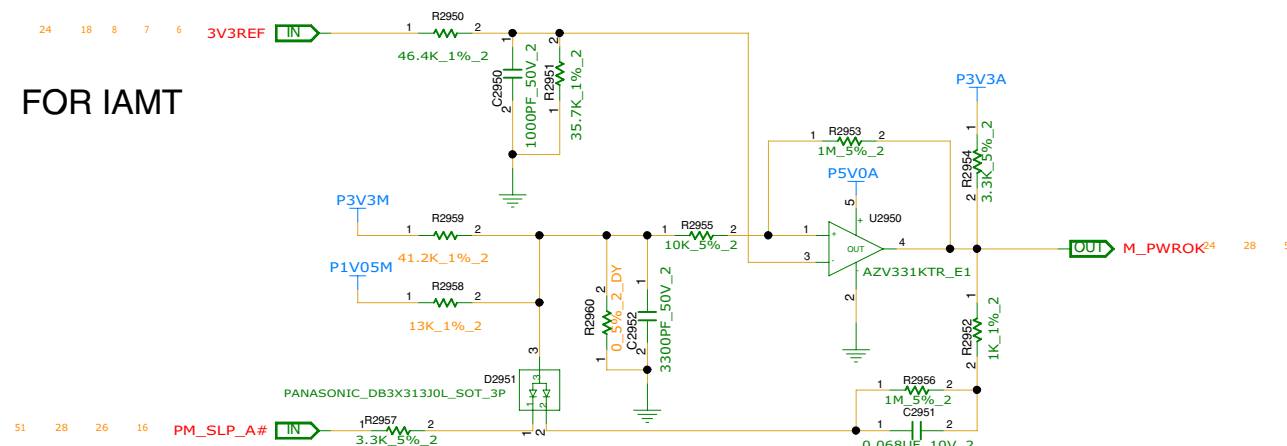 R2950
24 18 8 7 6 3V3REF IN 1 2
46.4K_1%_2
1 C2950 2 1000PF_50V_2
2 R2951 1 35.7K_1%_2
FOR IAMT
P3V3A
1 R2954 2 3.3K_5%_2
1 R2953 2
1M_5%_2
P5V0A
P3V3M
R2959
1 2
41.2K_1%_2
1 R2955 2
10K_5%_2
5 U2950
1 + + OUT 4
3 - 2
AZV331KTR_E1
OUT M_PWROK 24 28
P1V05M
R2958
1 2
13K_1%_2
2 R2960 1 0_5%_2_DY
1 C2952 2 3300PF_50V_2
1 R2952 2 1K_1%_2
3
D2951
3
1 2
PANASONIC_DB3X313J0L_SOT_3P
1 2
1 R2956 2
1M_5%_2
C2951
1 2
0.068UF_10V_2
51 28 26 16 PM_SLP_A# IN 1 R2957 2
3.3K_5%_2